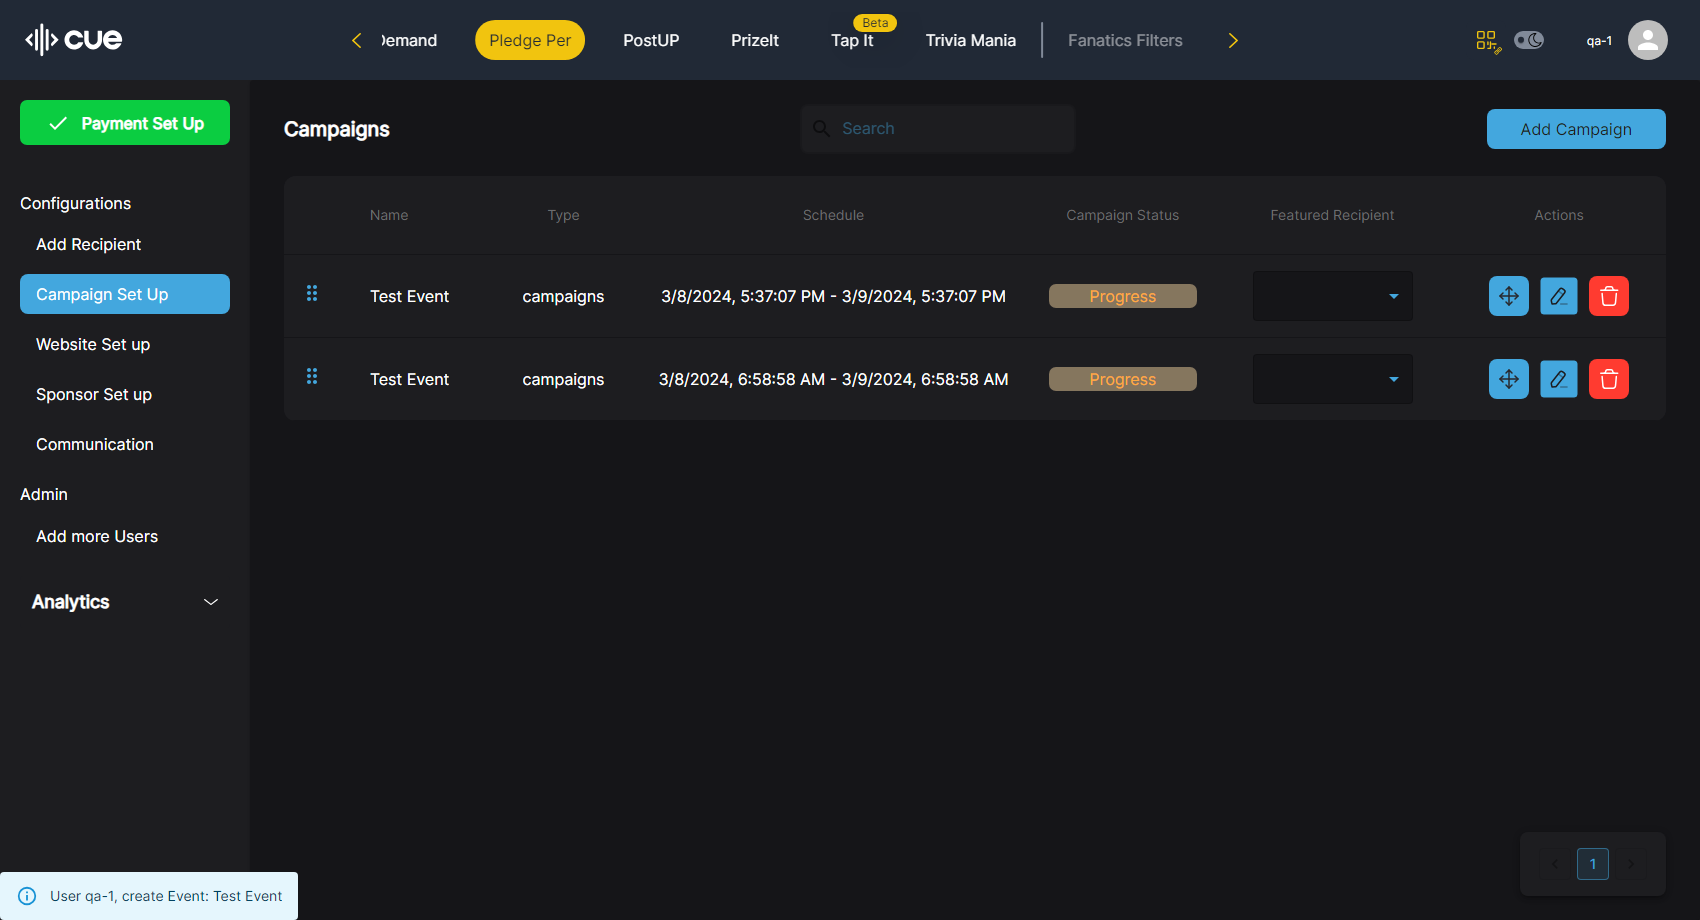 cue
Demand
Pledge Per
PostUP
PrizeIt
Tap It
Beta
Trivia Mania
Fanatics Filters
qa-1
Payment Set Up
Configurations
Add Recipient
Campaign Set Up
Website Set up
Sponsor Set up
Communication
Admin
Add more Users
Analytics
Campaigns
Search
Add Campaign
Name Type Schedule Campaign Status Featured Recipient Actions
Test Event campaigns 3/8/2024, 5:37:07 PM - 3/9/2024, 5:37:07 PM Progress
Test Event campaigns 3/8/2024, 6:58:58 AM - 3/9/2024, 6:58:58 AM Progress
1
User qa-1, create Event: Test Event